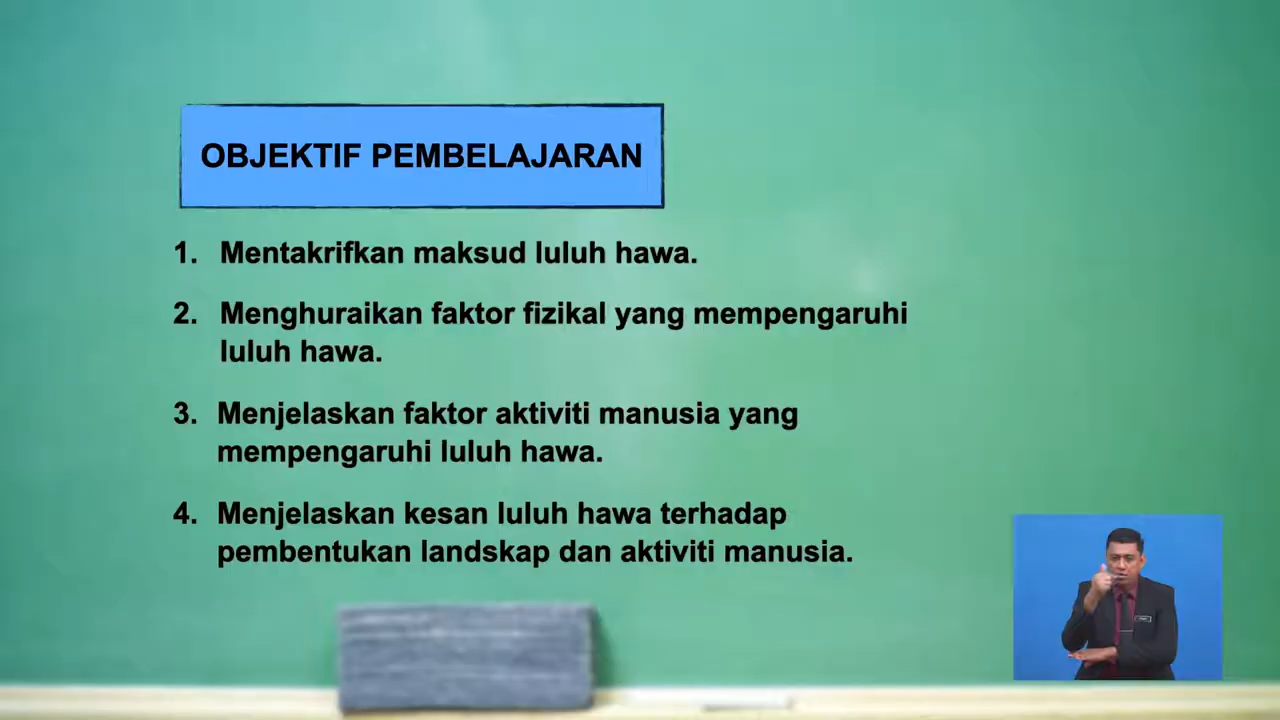 OBJEKTIF PEMBELAJARAN
1. Mentakrifkan maksud luluh hawa.
2. Menghuraikan faktor fizikal yang mempengaruhi
luluh hawa.
3. Menjelaskan faktor aktiviti manusia yang
mempengaruhi luluh hawa.
4. Menjelaskan kesan luluh hawa terhadap
pembentukan landskap dan aktiviti manusia.